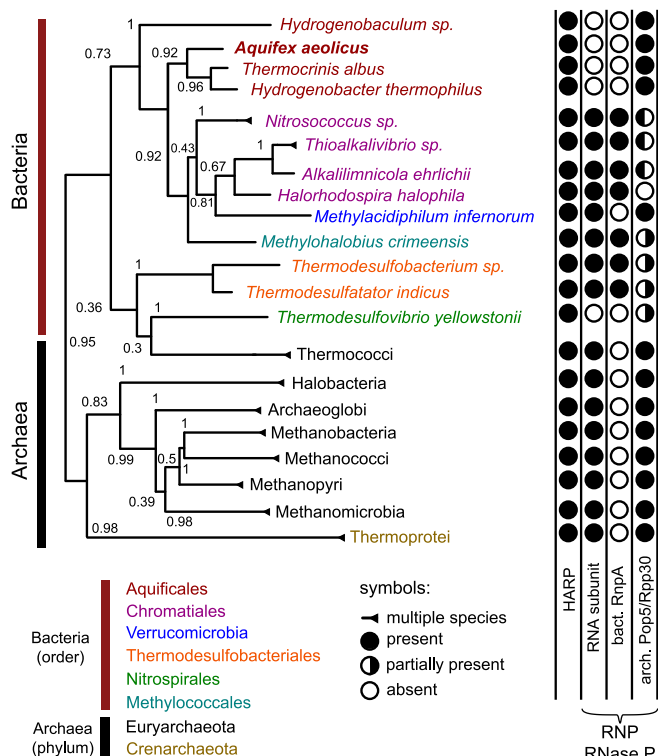 Bacteria
Archaea
1
0.73
0.92
0.96
0.92
0.43
1
1
0.67
0.81
1
0.36
1
0.3
0.95
1
0.83
1
0.99
1
0.5
1
0.39
0.98
0.98
Hydrogenobaculum sp.
Aquifex aeolicus
Thermocrinis albus
Hydrogenobacter thermophilus
Nitrosococcus sp.
Thioalkalivibrio sp.
Alkalilimnicola ehrlichii
Halorhodospira halophila
Methylacidiphilum infernorum
Methylohalobius crimeensis
Thermodesulfobacterium sp.
Thermodesulfatator indicus
Thermodesulfovibrio yellowstonii
Thermococci
Halobacteria
Archaeoglobi
Methanobacteria
Methanococci
Methanopyri
Methanomicrobia
Thermoprotei
HARP
RNA subunit
bact. RnpA
arch. Pop5/Rpp30
RNP
RNase P
Bacteria
(order)
Aquificales
Chromatiales
Verrucomicrobia
Thermodesulfobacteriales
Nitrospirales
Methylococcales
Archaea
(phylum)
Euryarchaeota
Crenarchaeota
symbols:
multiple species
present
partially present
absent